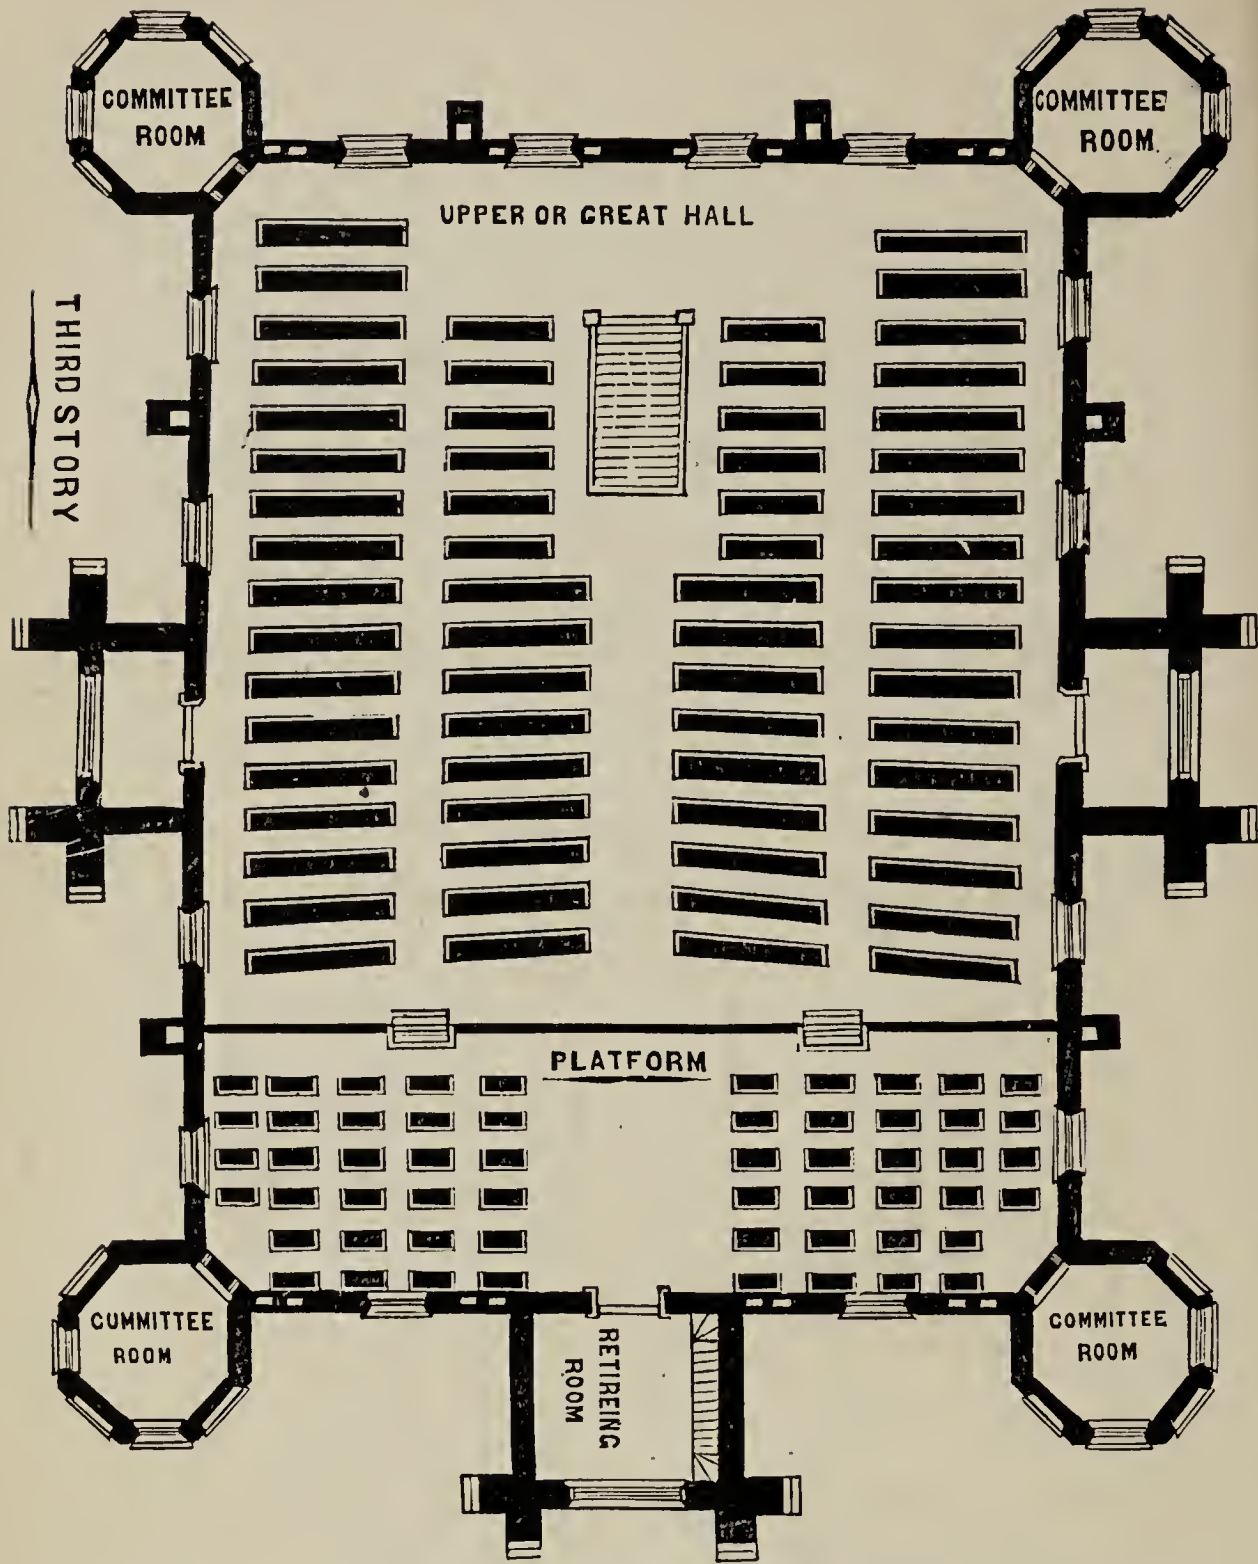 COMMITTEE
ROOM
COMMITTEE
ROOM.
UPPER OR GREAT HALL
THIRD STORY
PLATFORM
CUMMITTEE
ROOM
RETIREING
ROOM
COMMITTEE
ROOM